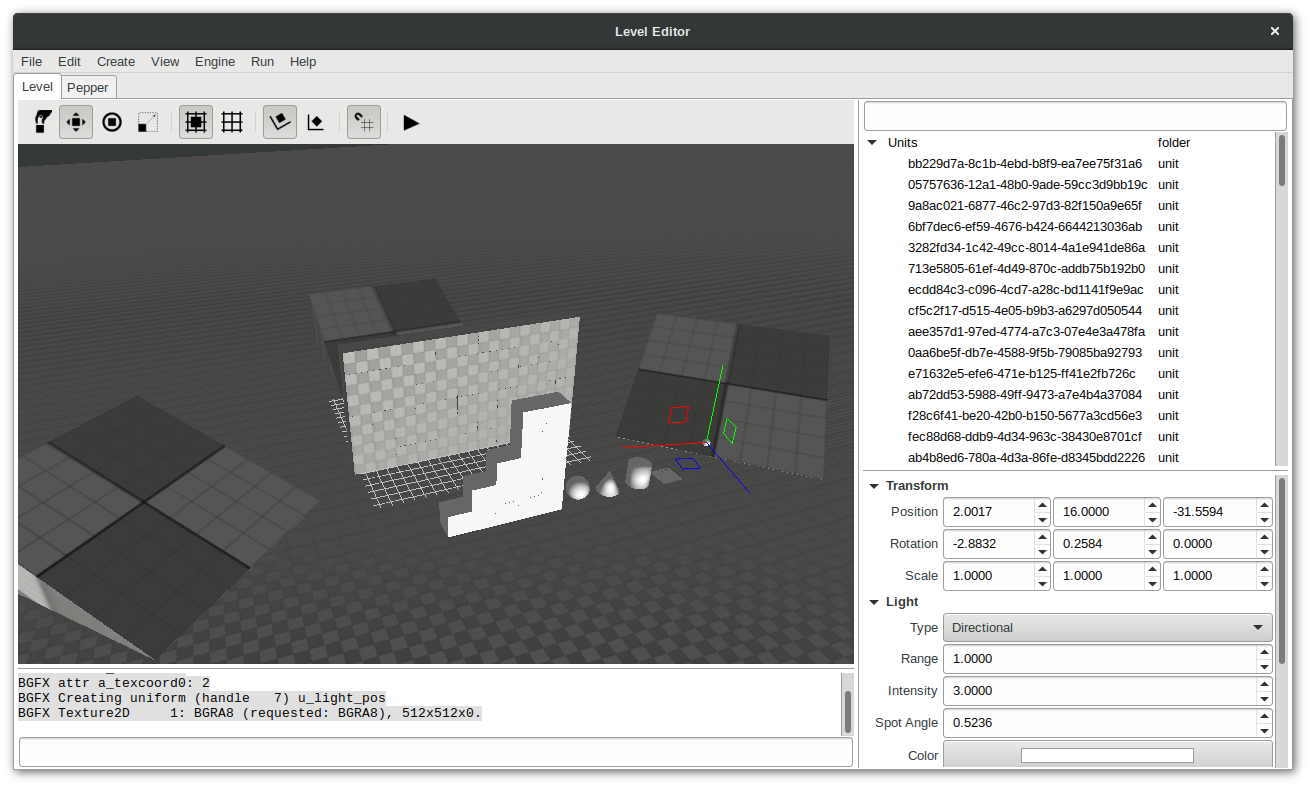 Level Editor
File Edit Create View Engine Run Help
Level Pepper
Units folder
bb229d7a-8c1b-4ebd-b8f9-ea7ee75f31a6 unit
05757636-12a1-48b0-9ade-59cc3d9bb19c unit
9a8ac021-6877-46c2-97d3-82f150a9e65f unit
6bf7dec6-ef59-4676-b424-6644213036ab unit
3282fd34-1c42-49cc-8014-4a1e941de86a unit
713e5805-61ef-4d49-870c-addb75b192b0 unit
ecdd84c3-c096-4cd7-a28c-bd1141f9e9ac unit
cf5c2f17-d515-4e05-b9b3-a6297d050544 unit
aee357d1-97ed-4774-a7c3-07e4e3a478fa unit
0aa6be5f-db7e-4588-9f5b-79085ba92793 unit
e71632e5-efe6-471e-b125-ff41e2fb726c unit
ab72dd53-5988-49ff-9473-a7e4b4a37084 unit
f28c6f41-be20-42b0-b150-5677a3cd56e3 unit
fec88d68-ddb9-4d34-963c-38430e8701cf unit
ab4b8ed6-780a-4d3a-86fe-d8345bdd2226 unit
Transform
Position 2.0017 16.0000 -31.5594
Rotation -2.8832 0.2584 0.0000
Scale 1.0000 1.0000 1.0000
Light
Type Directional
Range 1.0000
Intensity 3.0000
Spot Angle 0.5236
Color
BGFX attr a_texcoord0: 2
BGFX Creating uniform (handle   7) u_light_pos
BGFX Texture2D     1: BGRA8 (requested: BGRA8), 512x512x0.